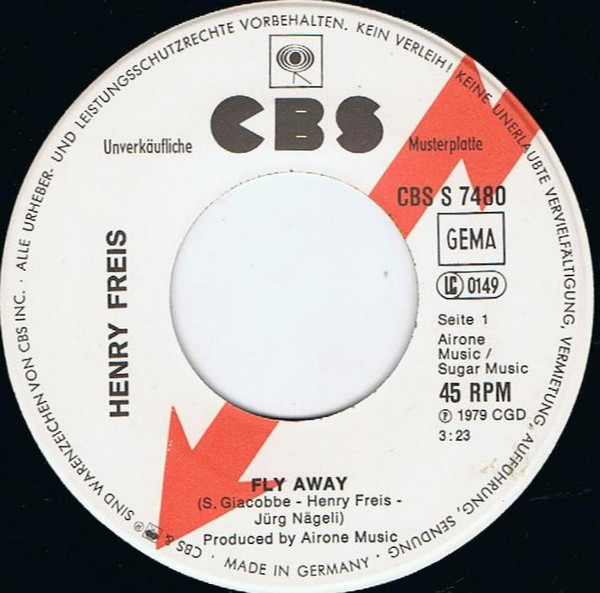 ALLE URHEBER- UND LEISTUNGSSCHUTZRECHTE VORBEHALTEN. KEIN VERLEIH! KEINE UNERLAUBTE VERVIELFÄLTIGUNG, VERMIETUNG, AUFFÜHRUNG, SENDUNG ·
CBS
Unverkäufliche
Musterplatte
CBS S 7480
GEMA
LC 0149
Seite 1
Airone
Music /
Sugar Music
45 RPM
Ⓟ 1979 CGD
3:23
HENRY FREIS
FLY AWAY
(S. Giacobbe - Henry Freis -
Jürg Nägeli)
Produced by Airone Music
· MADE IN GERMANY ·
CBS & ® SIND WARENZEICHEN VON CBS INC. ·